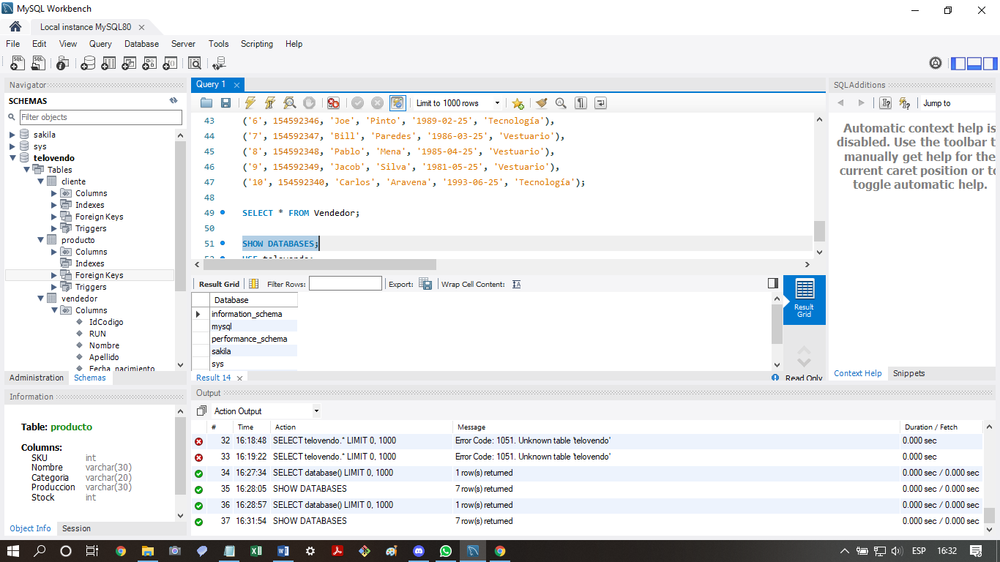 MySQL Workbench
Local instance MySQL80
File Edit View Query Database Server Tools Scripting Help
Navigator
SCHEMAS
Filter objects
sakila
sys
telovendo
Tables
cliente
Columns
Indexes
Foreign Keys
Triggers
producto
Columns
Indexes
Foreign Keys
Triggers
vendedor
Columns
IdCodigo
RUN
Nombre
Apellido
Fecha_nacimiento
Administration Schemas
Information
Table: producto
Columns:
SKU int
Nombre varchar(30)
Categoria varchar(20)
Produccion varchar(30)
Stock int
Object Info Session
Query 1
Limit to 1000 rows
43 ('6', 154592346, 'Joe', 'Pinto', '1989-02-25', 'Tecnología'),
44 ('7', 154592347, 'Bill', 'Paredes', '1986-03-25', 'Vestuario'),
45 ('8', 154592348, 'Pablo', 'Mena', '1985-04-25', 'Vestuario'),
46 ('9', 154592349, 'Jacob', 'Silva', '1981-05-25', 'Vestuario'),
47 ('10', 154592340, 'Carlos', 'Aravena', '1993-06-25', 'Tecnología');
48
49 SELECT * FROM Vendedor;
50
51 SHOW DATABASES;
52 USE telovendo;
Result Grid Filter Rows: Export: Wrap Cell Content:
Database
information_schema
mysql
performance_schema
sakila
sys
Result Grid
Result 14
Read Only
SQLAdditions
Jump to
Automatic context help is
disabled. Use the toolbar t
manually get help for the
current caret position or to
toggle automatic help.
Context Help Snippets
Output
Action Output
# Time Action Message Duration / Fetch
32 16:18:48 SELECT telovendo.* LIMIT 0, 1000 Error Code: 1051. Unknown table 'telovendo' 0.000 sec
33 16:19:22 SELECT telovendo.* LIMIT 0, 1000 Error Code: 1051. Unknown table 'telovendo' 0.000 sec
34 16:27:34 SELECT database() LIMIT 0, 1000 1 row(s) returned 0.000 sec / 0.000 sec
35 16:28:05 SHOW DATABASES 7 row(s) returned 0.000 sec / 0.000 sec
36 16:28:57 SELECT database() LIMIT 0, 1000 1 row(s) returned 0.000 sec / 0.000 sec
37 16:31:54 SHOW DATABASES 7 row(s) returned 0.000 sec / 0.000 sec
ESP 16:32